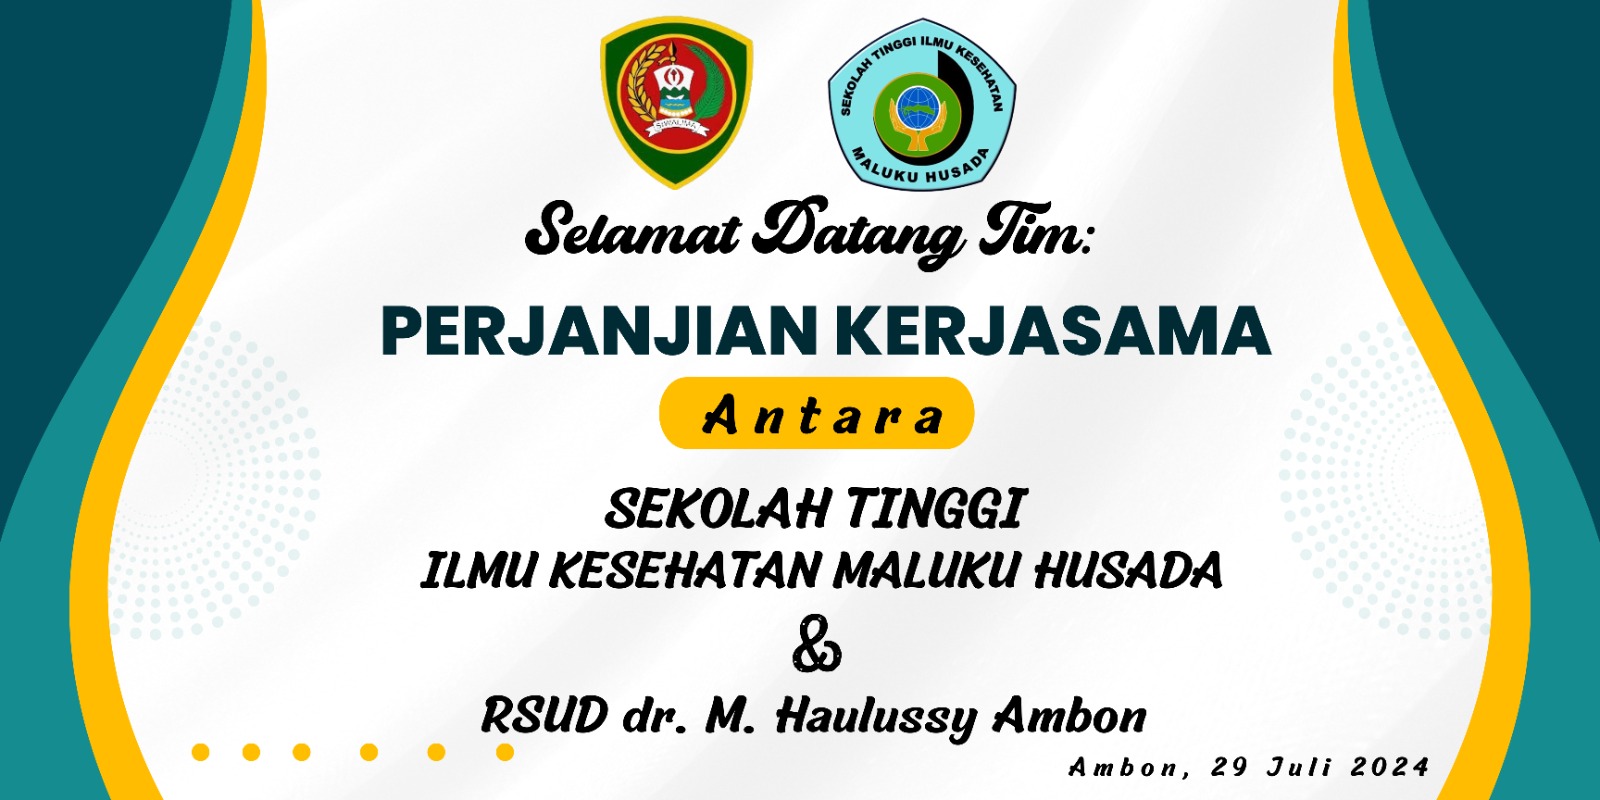 SIWALIMA
SEKOLAH TINGGI ILMU KESEHATAN
MALUKU HUSADA
Selamat Datang Tim:
PERJANJIAN KERJASAMA
Antara
SEKOLAH TINGGI
ILMU KESEHATAN MALUKU HUSADA
&
RSUD dr. M. Haulussy Ambon
Ambon, 29 Juli 2024